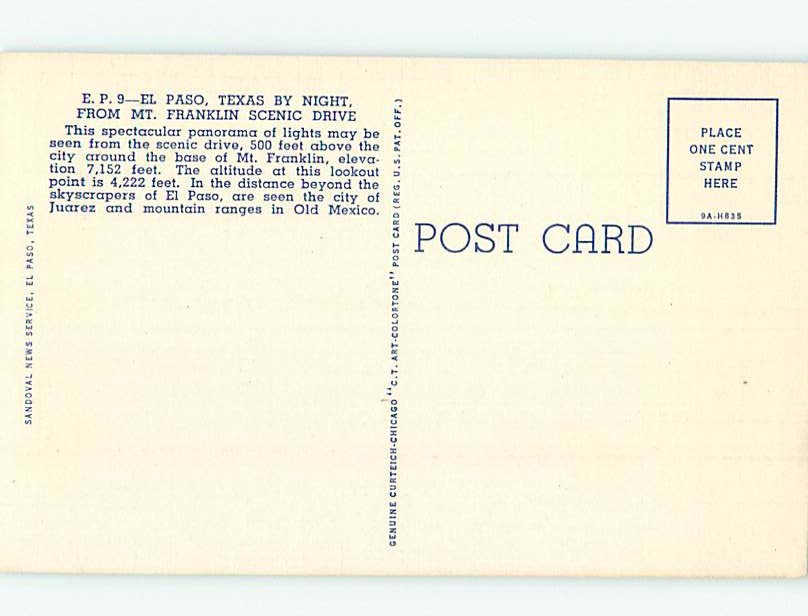 E. P. 9—EL PASO, TEXAS BY NIGHT,
FROM MT. FRANKLIN SCENIC DRIVE
This spectacular panorama of lights may be
seen from the scenic drive, 500 feet above the
city around the base of Mt. Franklin, eleva-
tion 7,152 feet. The altitude at this lookout
point is 4,222 feet. In the distance beyond the
skyscrapers of El Paso, are seen the city of
Juarez and mountain ranges in Old Mexico.
SANDOVAL NEWS SERVICE, EL PASO, TEXAS
GENUINE CURTEICH-CHICAGO "C.T. ART-COLORTONE" POST CARD (REG. U.S. PAT. OFF.)
POST CARD
PLACE
ONE CENT
STAMP
HERE
9A-H635